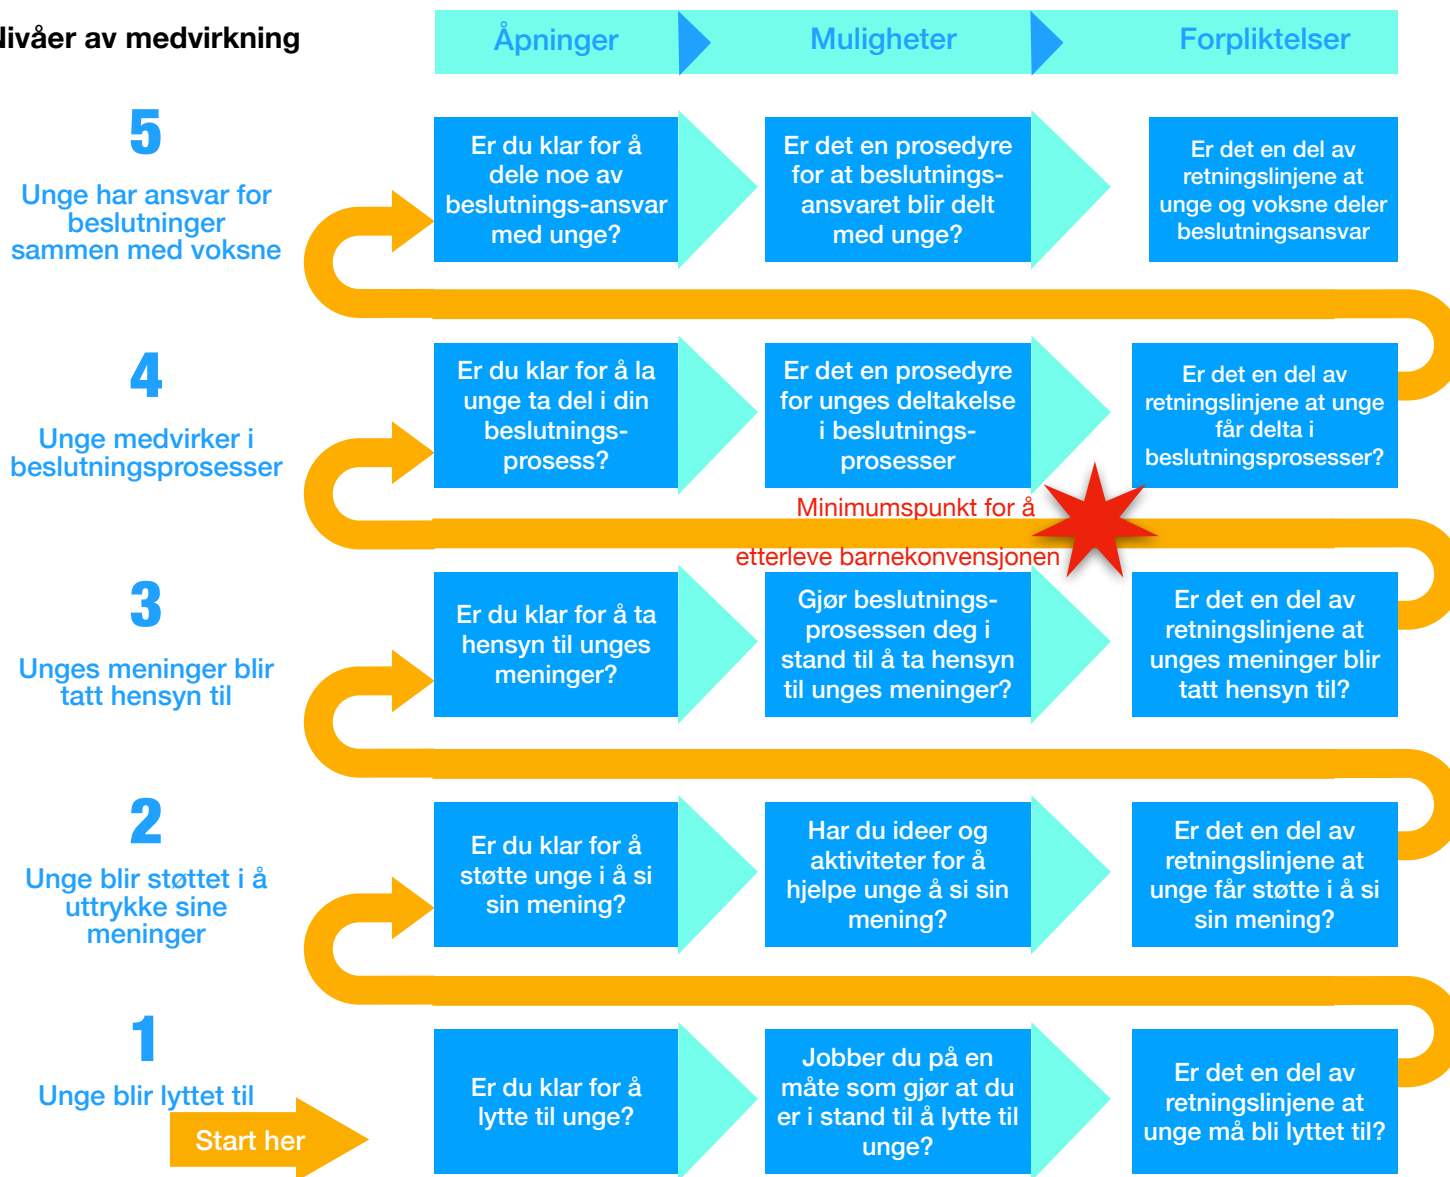 Nivåer av medvirkning
Åpninger
Muligheter
Forpliktelser
5
Unge har ansvar for
beslutninger
sammen med voksne
Er du klar for å
dele noe av
beslutnings-ansvar
med unge?
Er det en prosedyre
for at beslutnings-
ansvaret blir delt
med unge?
Er det en del av
retningslinjene at
unge og voksne deler
beslutningsansvar
4
Unge medvirker i
beslutningsprosesser
Er du klar for å la
unge ta del i din
beslutnings-
prosess?
Er det en prosedyre
for unges deltakelse
i beslutnings-
prosesser
Er det en del av
retningslinjene at unge
får delta i
beslutningsprosesser?
Minimumspunkt for å
etterleve barnekonvensjonen
3
Unges meninger blir
tatt hensyn til
Er du klar for å ta
hensyn til unges
meninger?
Gjør beslutnings-
prosessen deg i
stand til å ta hensyn
til unges meninger?
Er det en del av
retningslinjene at
unges meninger blir
tatt hensyn til?
2
Unge blir støttet i å
uttrykke sine
meninger
Er du klar for å
støtte unge i å si
sin mening?
Har du ideer og
aktiviteter for å
hjelpe unge å si sin
mening?
Er det en del av
retningslinjene at
unge får støtte i å si
sin mening?
1
Unge blir lyttet til
Start her
Er du klar for å
lytte til unge?
Jobber du på en
måte som gjør at du
er i stand til å lytte til
unge?
Er det en del av
retningslinjene at
unge må bli lyttet til?